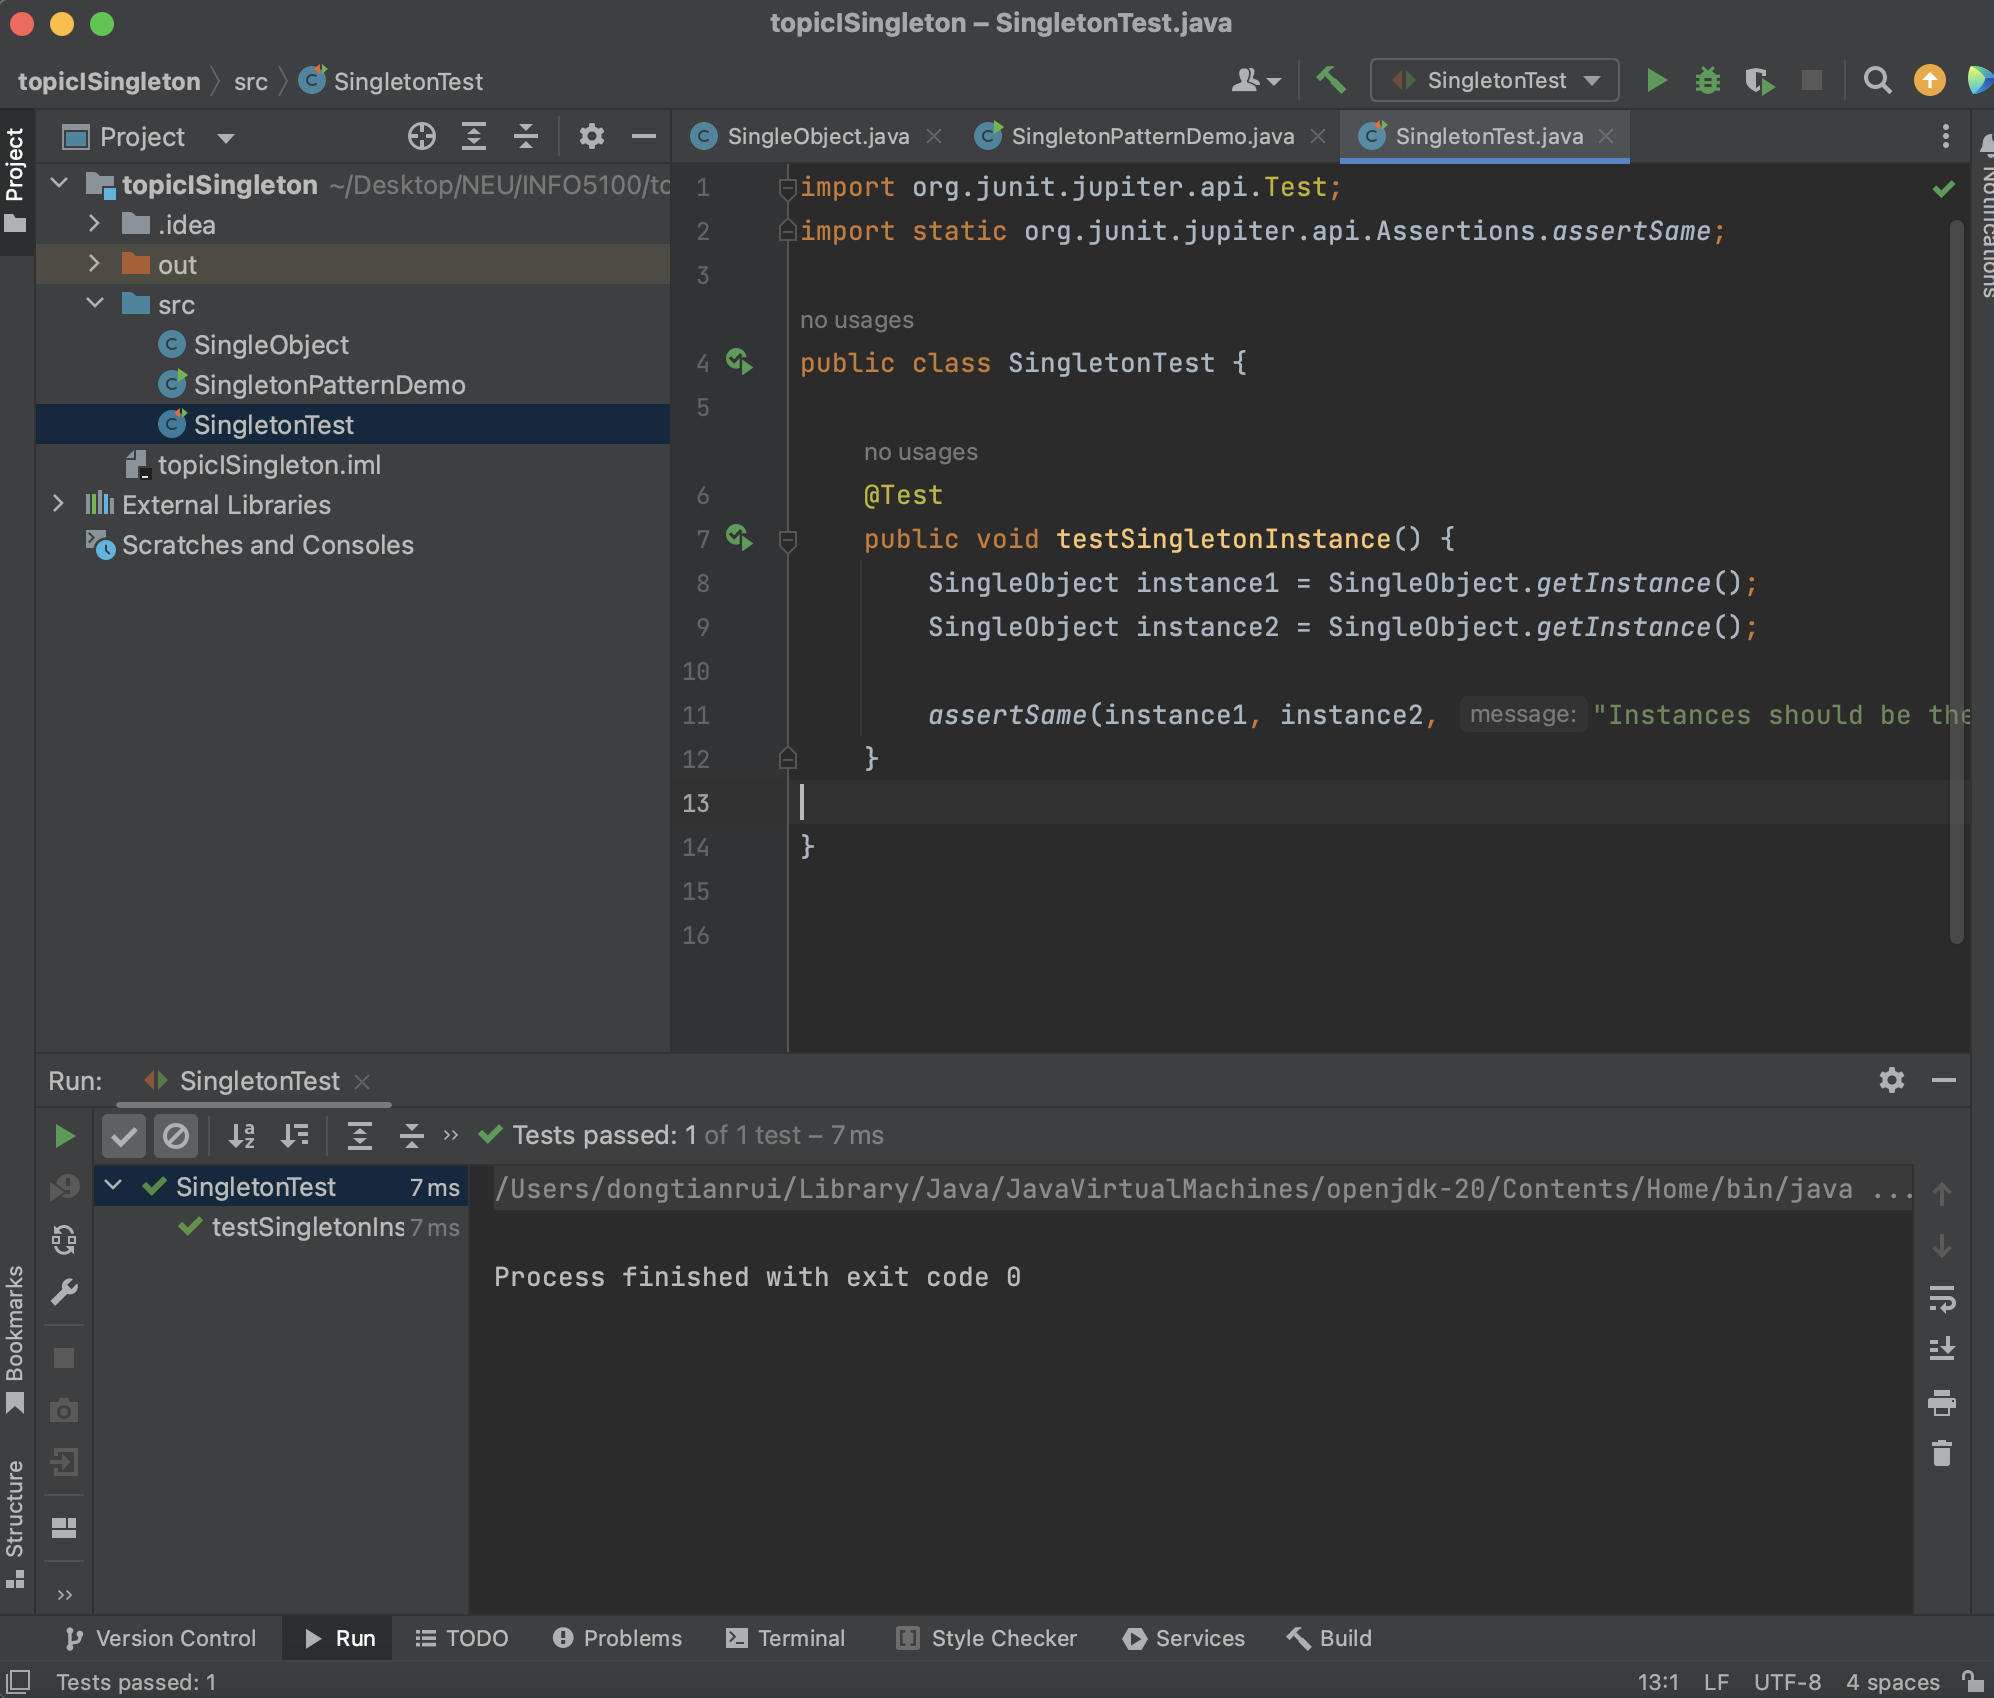 topicISingleton – SingletonTest.java
topicISingleton src SingletonTest
SingletonTest
Project
SingleObject.java
SingletonPatternDemo.java
SingletonTest.java
Project
Notifications
topicISingleton ~/Desktop/NEU/INFO5100/to
.idea
out
src
SingleObject
SingletonPatternDemo
SingletonTest
topicISingleton.iml
External Libraries
Scratches and Consoles
1 import org.junit.jupiter.api.Test;
2 import static org.junit.jupiter.api.Assertions.assertSame;
3
no usages
4 public class SingletonTest {
5
no usages
6 @Test
7 public void testSingletonInstance() {
8 SingleObject instance1 = SingleObject.getInstance();
9 SingleObject instance2 = SingleObject.getInstance();
10
11 assertSame(instance1, instance2, message: "Instances should be the
12 }
13
14 }
15
16
Run: SingletonTest
Tests passed: 1 of 1 test – 7 ms
SingletonTest 7 ms
testSingletonIns 7 ms
/Users/dongtianrui/Library/Java/JavaVirtualMachines/openjdk-20/Contents/Home/bin/java ...
Process finished with exit code 0
Bookmarks
Structure
Version Control Run TODO Problems Terminal Style Checker Services Build
Tests passed: 1
13:1 LF UTF-8 4 spaces